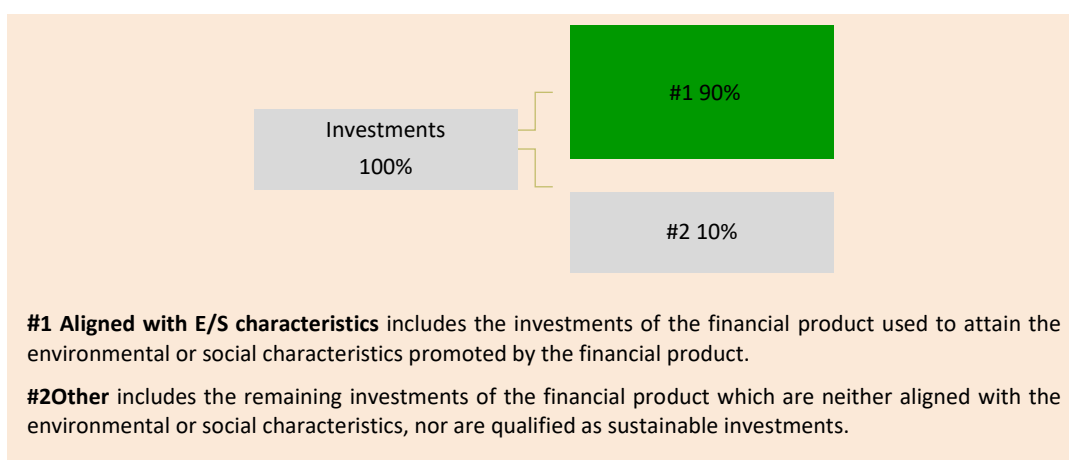 #1 90%
Investments
100%
#2 10%
#1 Aligned with E/S characteristics includes the investments of the financial product used to attain the
environmental or social characteristics promoted by the financial product.
#2Other includes the remaining investments of the financial product which are neither aligned with the
environmental or social characteristics, nor are qualified as sustainable investments.